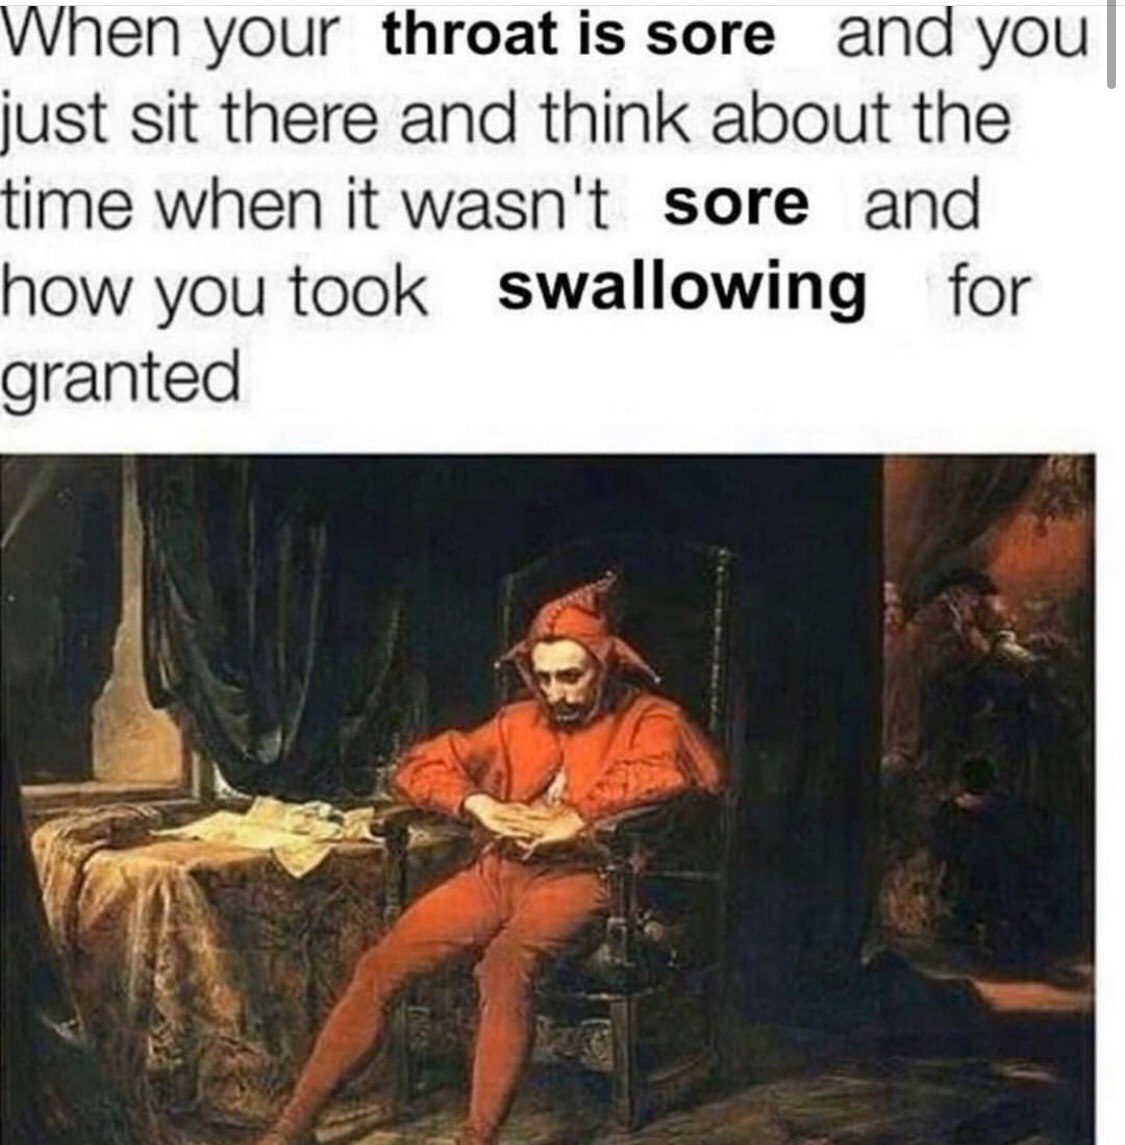 When your throat is sore and you
just sit there and think about the
time when it wasn't sore and
how you took swallowing for
granted